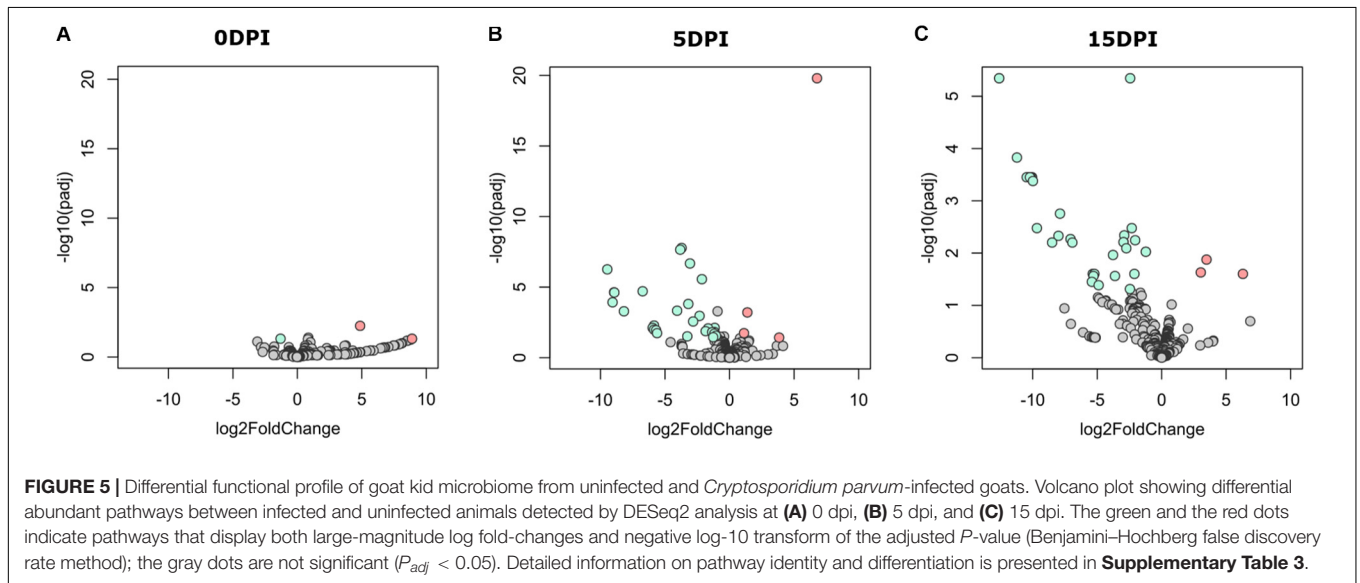 A
0DPI
-log10(padj)
20
15
10
5
0
-10
-5
0
5
10
log2FoldChange
B
5DPI
-log10(padj)
20
15
10
5
0
-10
-5
0
5
10
log2FoldChange
C
15DPI
-log10(padj)
5
4
3
2
1
0
-10
-5
0
5
10
log2FoldChange
FIGURE 5 | Differential functional profile of goat kid microbiome from uninfected and Cryptosporidium parvum-infected goats. Volcano plot showing differential
abundant pathways between infected and uninfected animals detected by DESeq2 analysis at (A) 0 dpi, (B) 5 dpi, and (C) 15 dpi. The green and the red dots
indicate pathways that display both large-magnitude log fold-changes and negative log-10 transform of the adjusted P-value (Benjamini–Hochberg false discovery
rate method); the gray dots are not significant (Padj < 0.05). Detailed information on pathway identity and differentiation is presented in Supplementary Table 3.